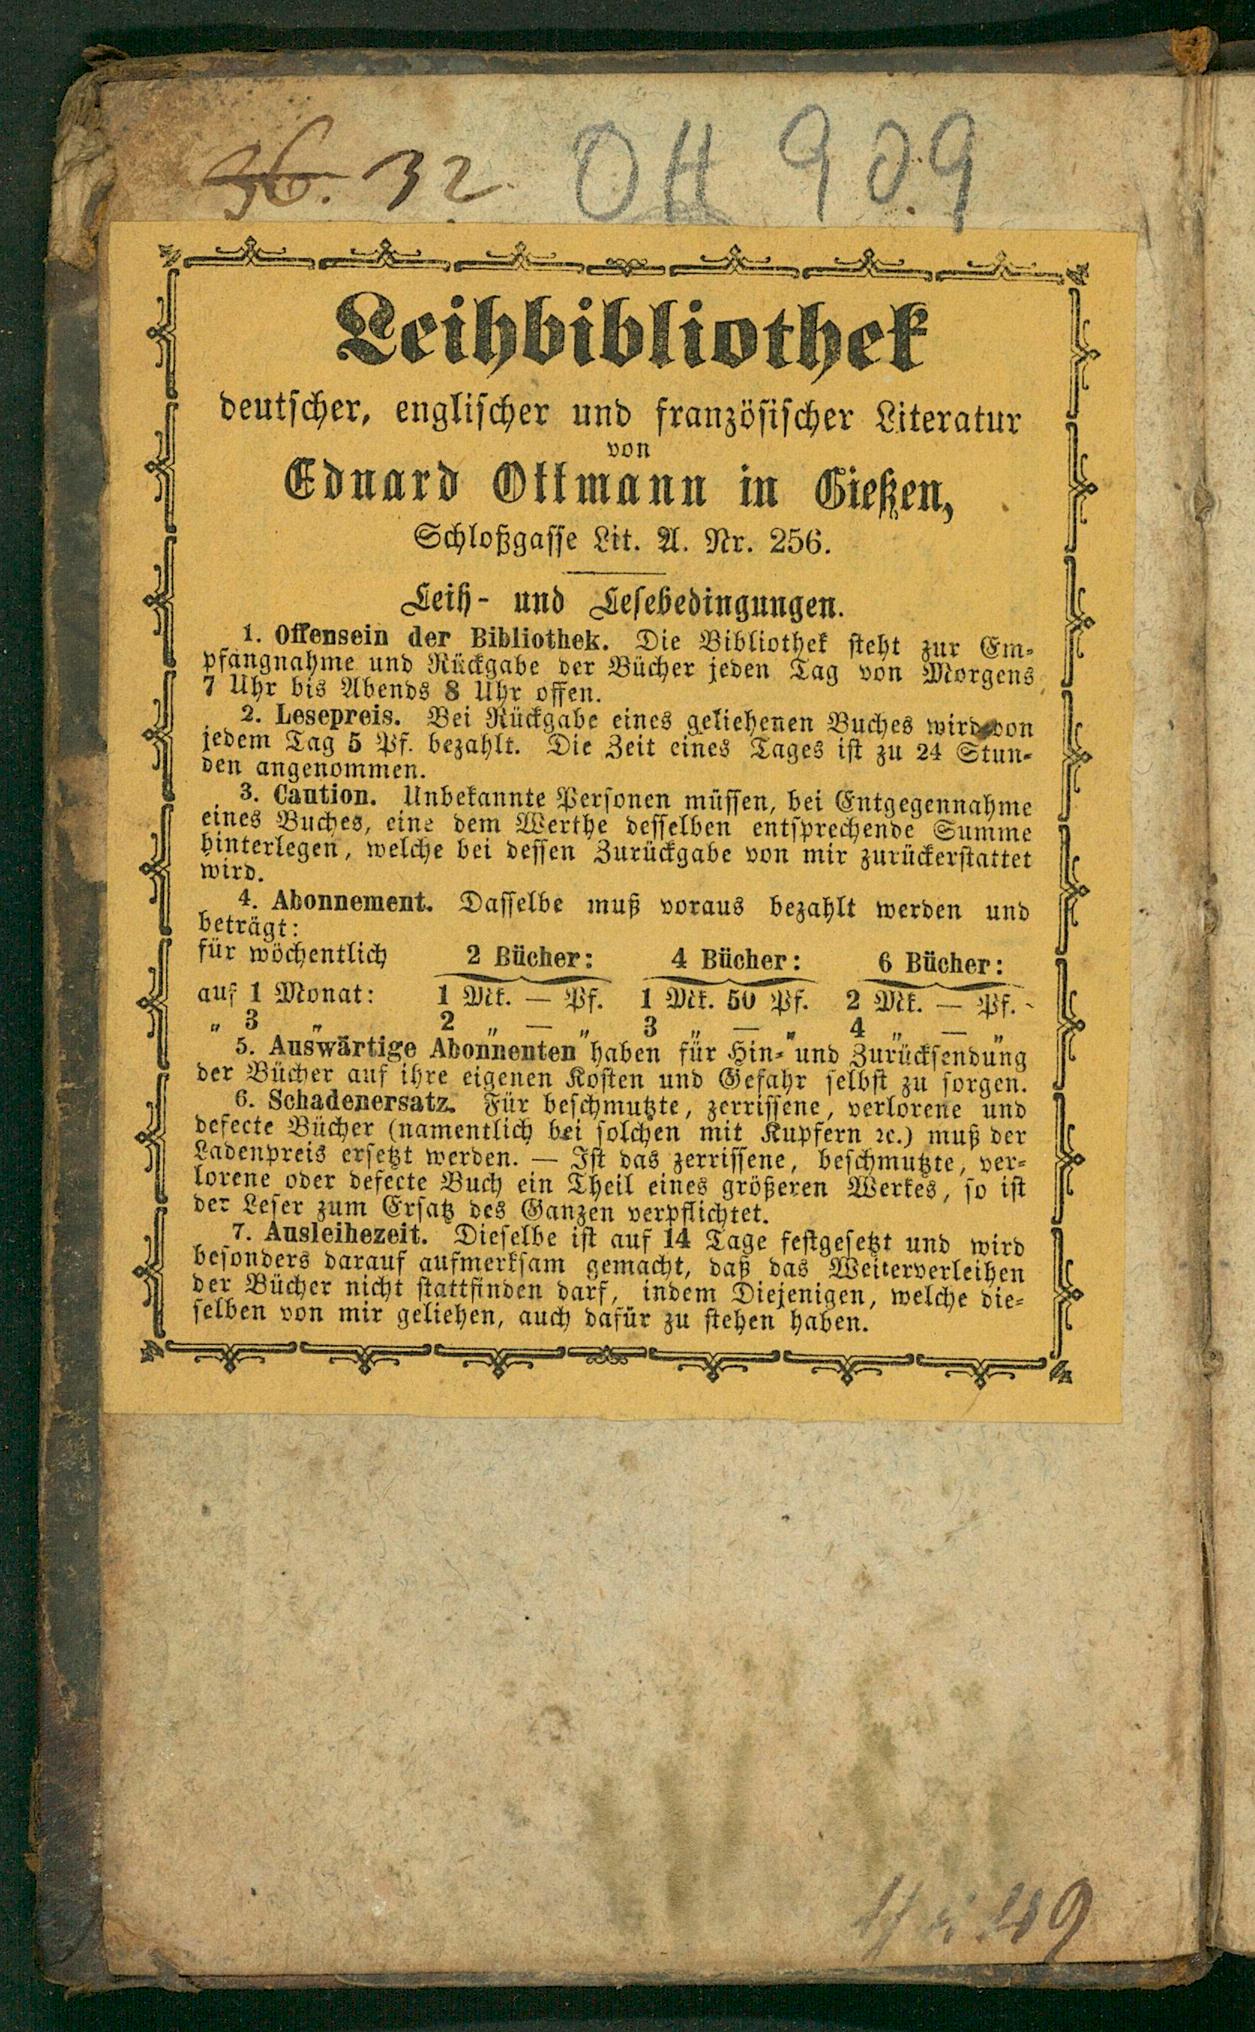 36. 32 OH 909
Leihbibliothek
deutscher, englischer und französischer Literatur
von
Eduard Ottmann in Gießen,
Schloßgasse Lit. A. Nr. 256.
Leih- und Lesebedingungen.
1. Offensein der Bibliothek. Die Bibliothek steht zur Em-
pfangnahme und Rückgabe der Bücher jeden Tag von Morgens
7 Uhr bis Abends 8 Uhr offen.
2. Lesepreis. Bei Rückgabe eines geliehenen Buches wird von
jedem Tag 5 Pf. bezahlt. Die Zeit eines Tages ist zu 24 Stun-
den angenommen.
3. Caution. Unbekannte Personen müssen, bei Entgegennahme
eines Buches, eine dem Werthe desselben entsprechende Summe
hinterlegen, welche bei dessen Zurückgabe von mir zurückerstattet
wird.
4. Abonnement. Dasselbe muß voraus bezahlt werden und
beträgt:
für wöchentlich 2 Bücher: 4 Bücher: 6 Bücher:
auf 1 Monat: 1 Mk. — Pf. 1 Mk. 50 Pf. 2 Mk. — Pf.
„ 3 „ 2 „ — „ 3 „ — „ 4 „ — „
5. Auswärtige Abonnenten haben für Hin- und Zurücksendung
der Bücher auf ihre eigenen Kosten und Gefahr selbst zu sorgen.
6. Schadenersatz. Für beschmutzte, zerrissene, verlorene und
defecte Bücher (namentlich bei solchen mit Kupfern ꝛc.) muß der
Ladenpreis ersetzt werden. — Ist das zerrissene, beschmutzte, ver-
lorene oder defecte Buch ein Theil eines größeren Werkes, so ist
der Leser zum Ersatz des Ganzen verpflichtet.
7. Ausleihezeit. Dieselbe ist auf 14 Tage festgesetzt und wird
besonders darauf aufmerksam gemacht, daß das Weiterverleihen
der Bücher nicht stattfinden darf, indem Diejenigen, welche die-
selben von mir geliehen, auch dafür zu stehen haben.